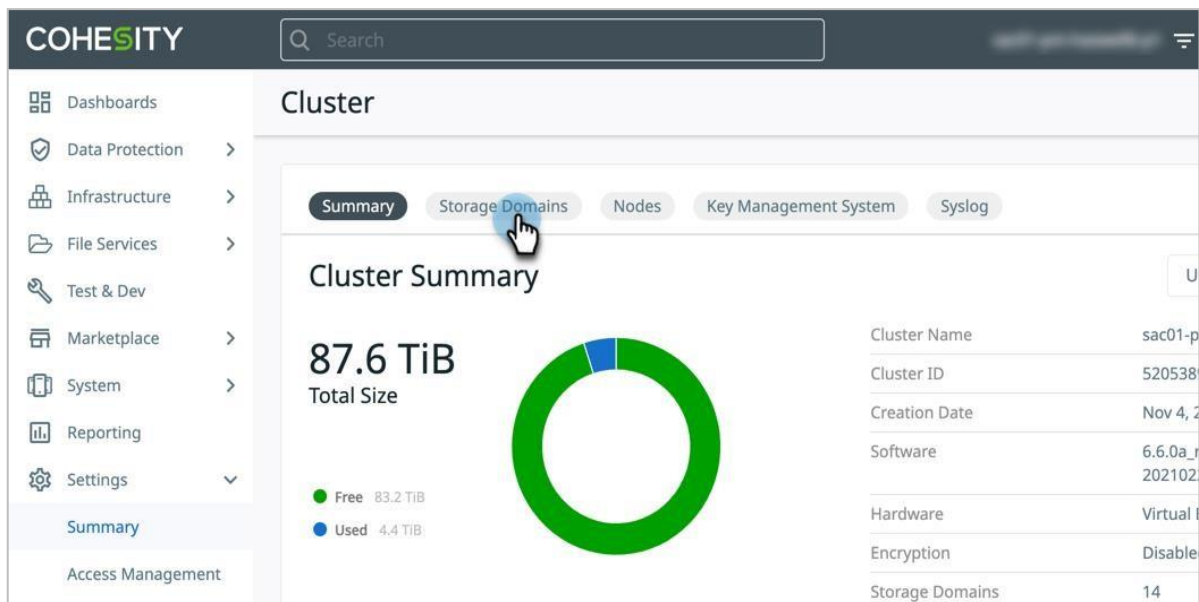 COHESITY
Search
Dashboards
Data Protection
Infrastructure
File Services
Test & Dev
Marketplace
System
Reporting
Settings
Summary
Access Management
Cluster
Summary Storage Domains Nodes Key Management System Syslog
Cluster Summary
U
87.6 TiB
Total Size
Free 83.2 TiB
Used 4.4 TiB
Cluster Name sac01-p
Cluster ID 520538
Creation Date Nov 4, 2
Software 6.6.0a_r
202102
Hardware Virtual
Encryption Disable
Storage Domains 14